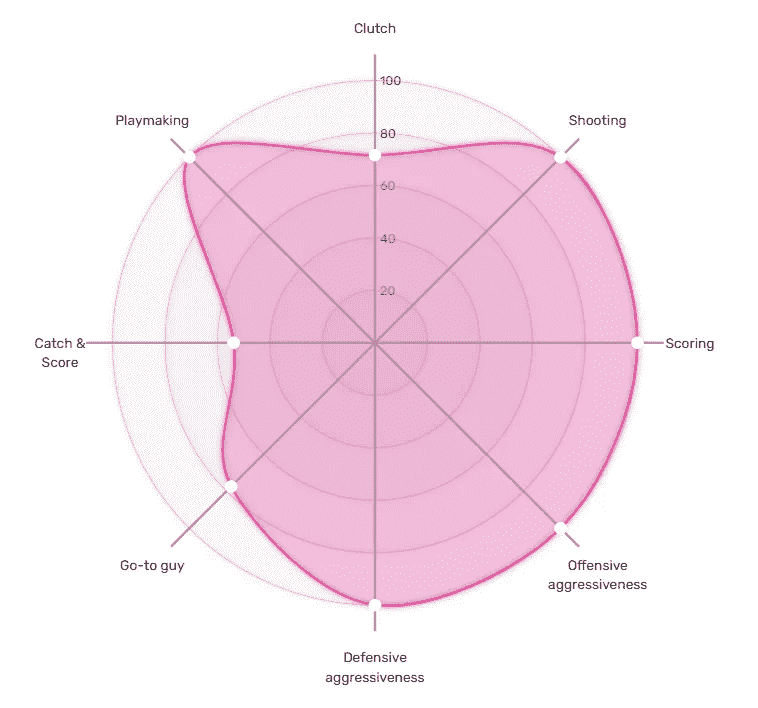 Clutch
100
Playmaking
Shooting
80
60
40
20
Catch &
Score
Scoring
Go-to guy
Offensive
aggressiveness
Defensive
aggressiveness